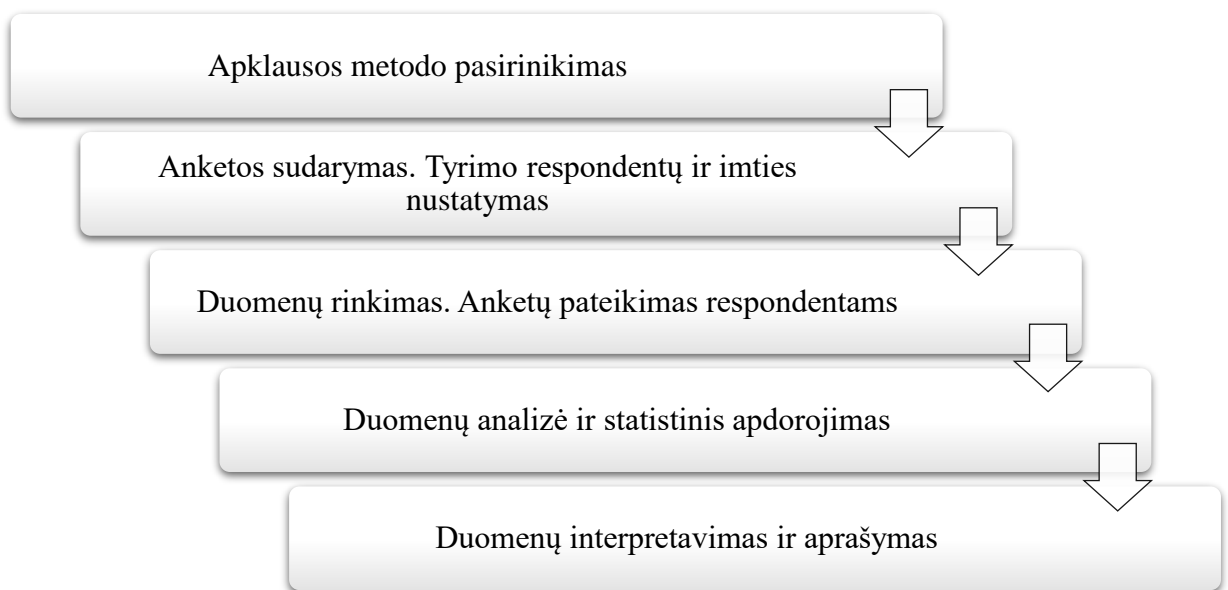 Apklausos metodo pasirinikimas
Anketos sudarymas. Tyrimo respondentų ir imties
nustatymas
Duomenų rinkimas. Anketų pateikimas respondentams
Duomenų analizė ir statistinis apdorojimas
Duomenų interpretavimas ir aprašymas